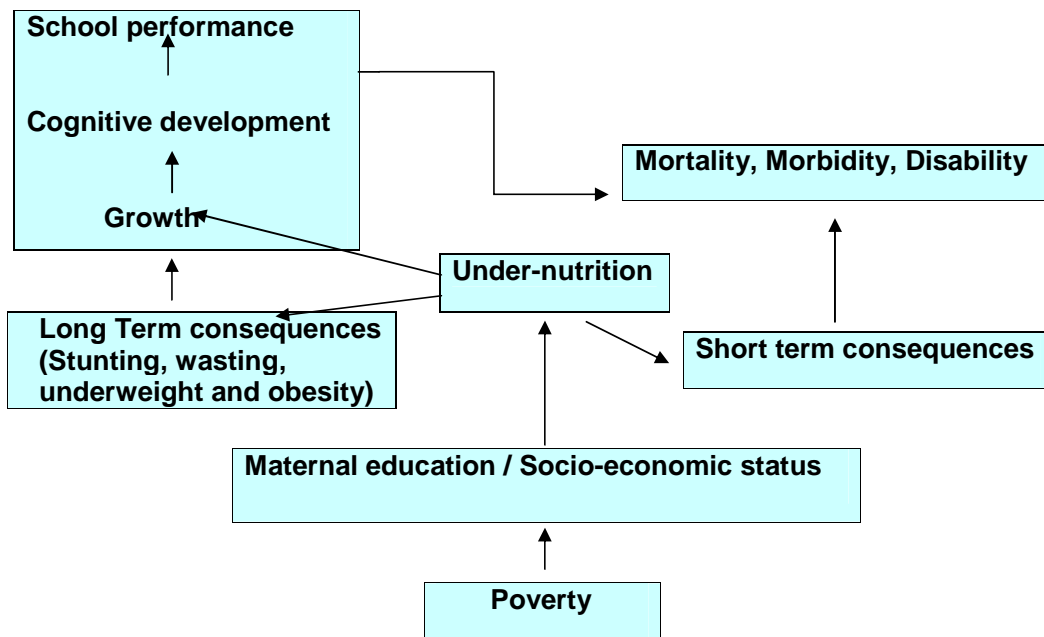 School performance
Cognitive development
Growth
Mortality, Morbidity, Disability
Under-nutrition
Long Term consequences
(Stunting, wasting,
underweight and obesity)
Short term consequences
Maternal education / Socio-economic status
Poverty